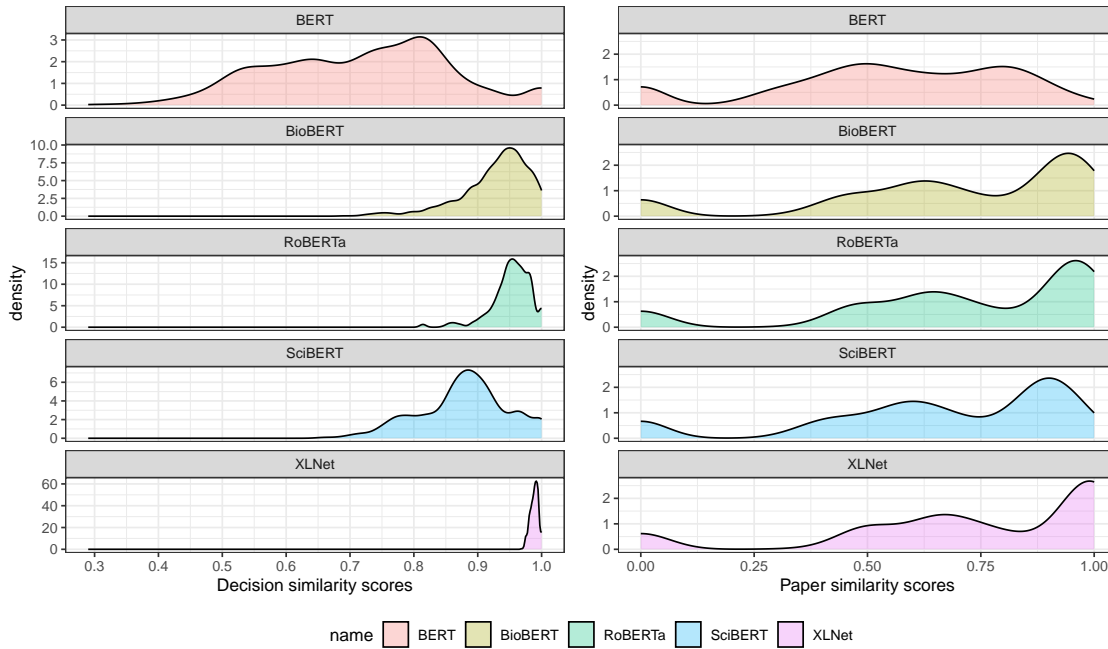 BERT
3
2
1
0
BioBERT
10.0
7.5
5.0
2.5
0.0
RoBERTa
15
10
5
0
SciBERT
6
4
2
0
XLNet
60
40
20
0
0.3 0.4 0.5 0.6 0.7 0.8 0.9 1.0
Decision similarity scores
density
BERT
2
1
0
BioBERT
2
1
0
RoBERTa
2
1
0
SciBERT
2
1
0
XLNet
2
1
0
0.00 0.25 0.50 0.75 1.00
Paper similarity scores
density
name BERT BioBERT RoBERTa SciBERT XLNet